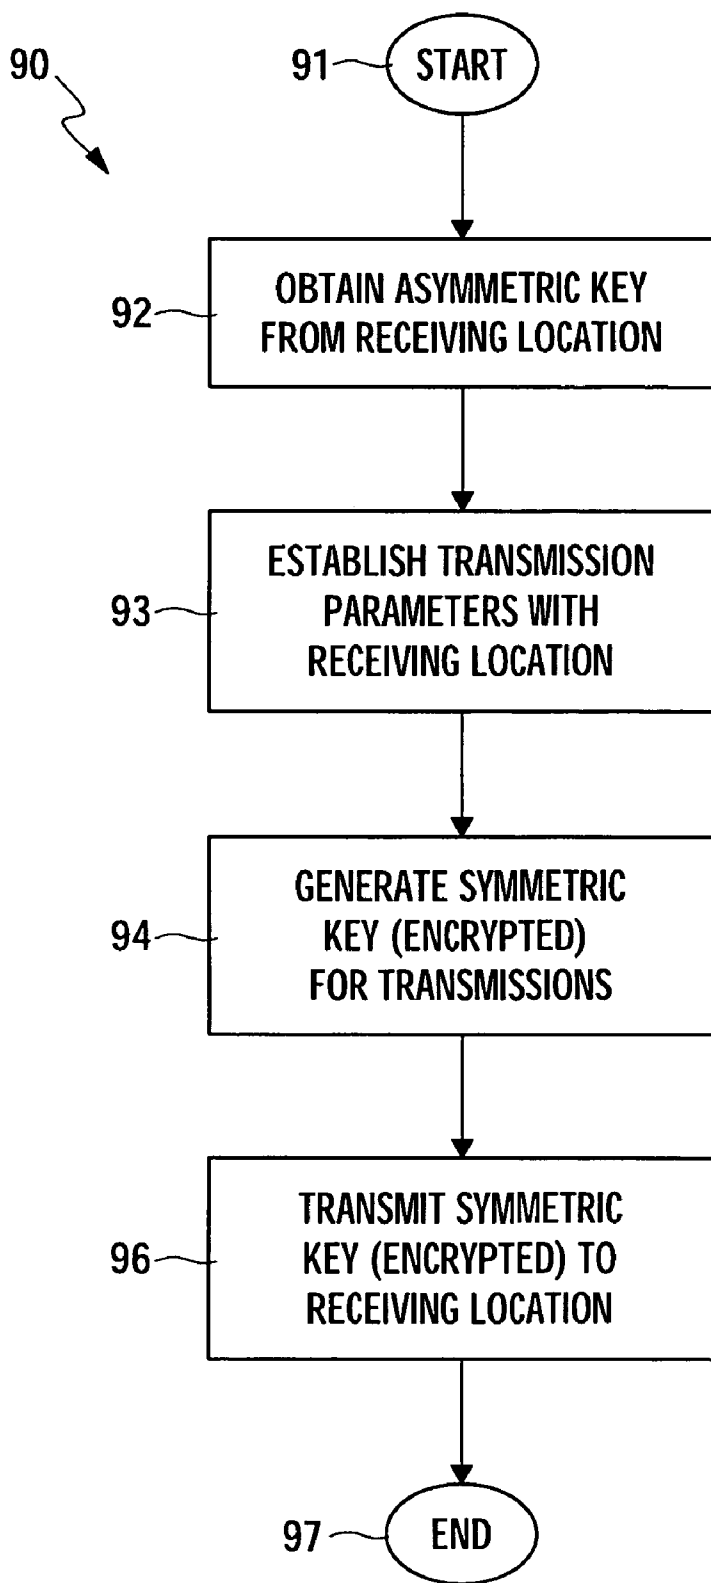 90
91
START
92
OBTAIN ASYMMETRIC KEY
FROM RECEIVING LOCATION
93
ESTABLISH TRANSMISSION
PARAMETERS WITH
RECEIVING LOCATION
94
GENERATE SYMMETRIC
KEY (ENCRYPTED)
FOR TRANSMISSIONS
96
TRANSMIT SYMMETRIC
KEY (ENCRYPTED) TO
RECEIVING LOCATION
97
END